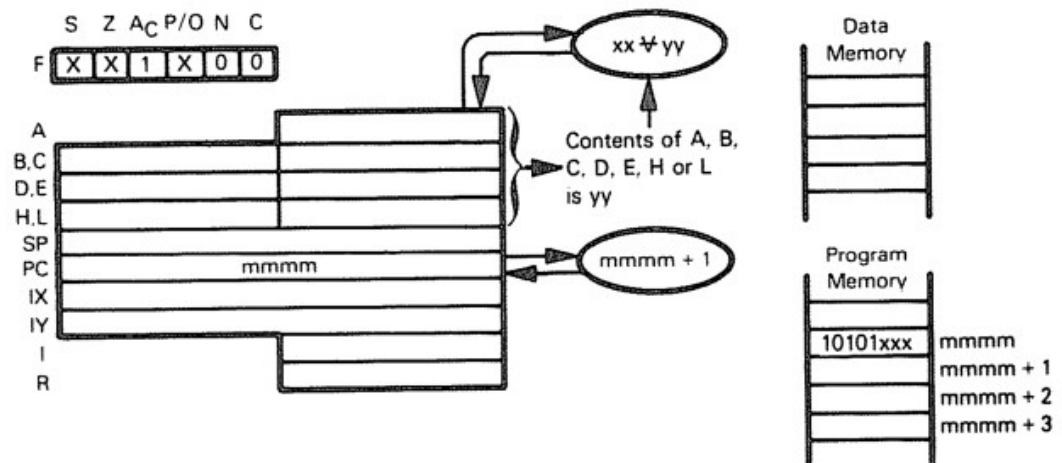 S Z AC P/O N C
F X X 1 X 0 0
A
B,C
D,E
H,L
SP
PC mmmm
IX
IY
I
R
xx ⊻ yy
Contents of A, B,
C, D, E, H or L
is yy
mmmm + 1
Data
Memory
Program
Memory
10101xxx mmmm
mmmm + 1
mmmm + 2
mmmm + 3